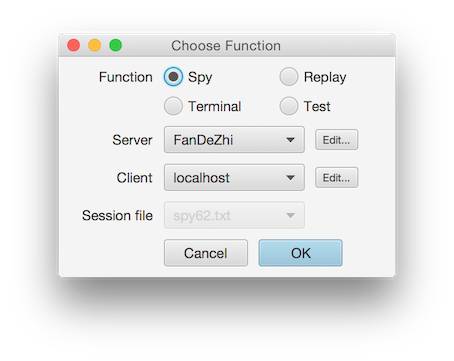 Choose Function
Function Spy Replay
Terminal Test
Server FanDeZhi Edit...
Client localhost Edit...
Session file spy62.txt
Cancel OK